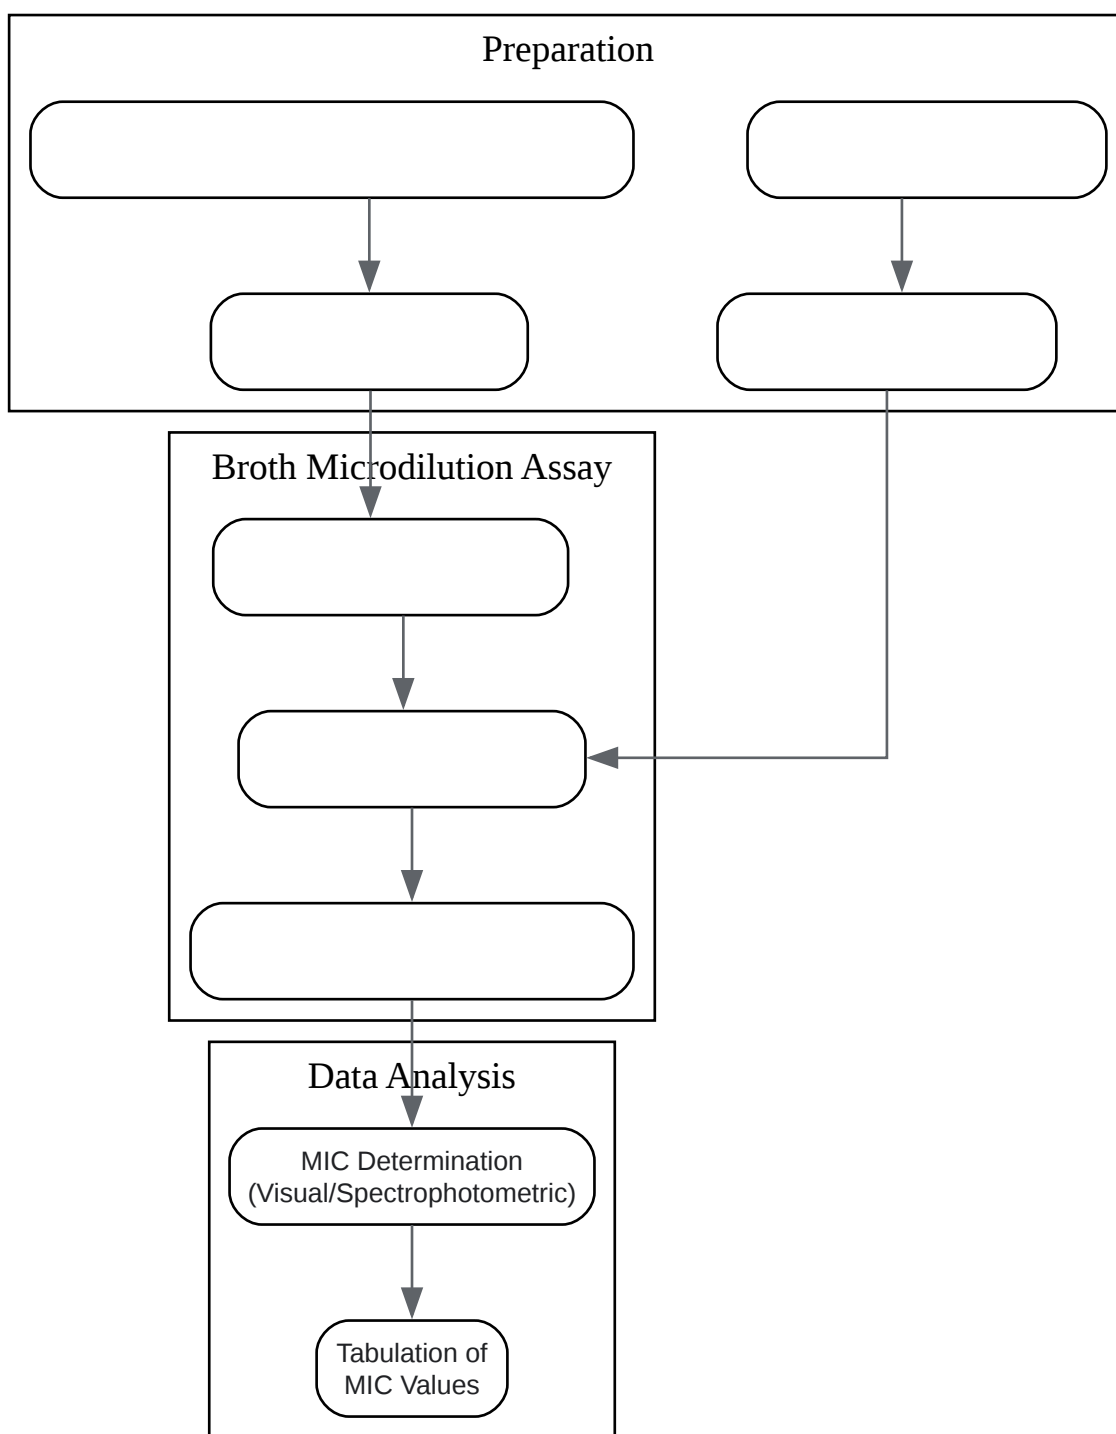 Preparation
Broth Microdilution Assay
Data Analysis
MIC Determination
(Visual/Spectrophotometric)
Tabulation of
MIC Values